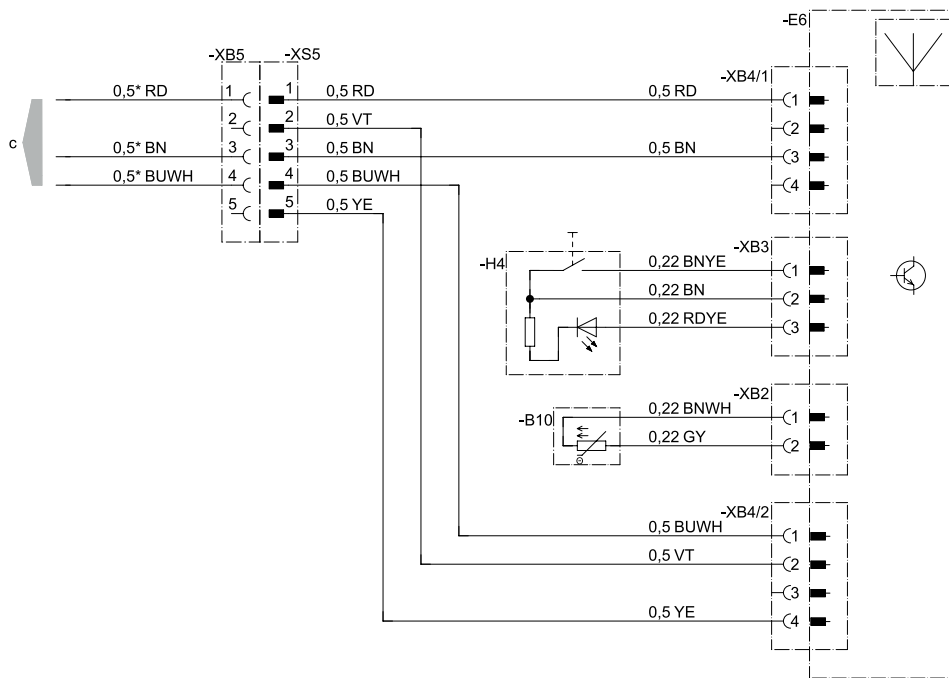 -E6
-XB5 -XS5
-XB4/1
0,5* RD 1 1 0,5 RD 0,5 RD 1
2 2 0,5 VT 2
c
0,5* BN 3 3 0,5 BN 0,5 BN 3
0,5* BUWH 4 4 0,5 BUWH 4
5 5 0,5 YE
-XB3
-H4
0,22 BNYE 1
0,22 BN 2
0,22 RDYE 3
-XB2
-B10
0,22 BNWH 1
0,22 GY 2
-XB4/2
0,5 BUWH 1
0,5 VT 2
3
0,5 YE 4